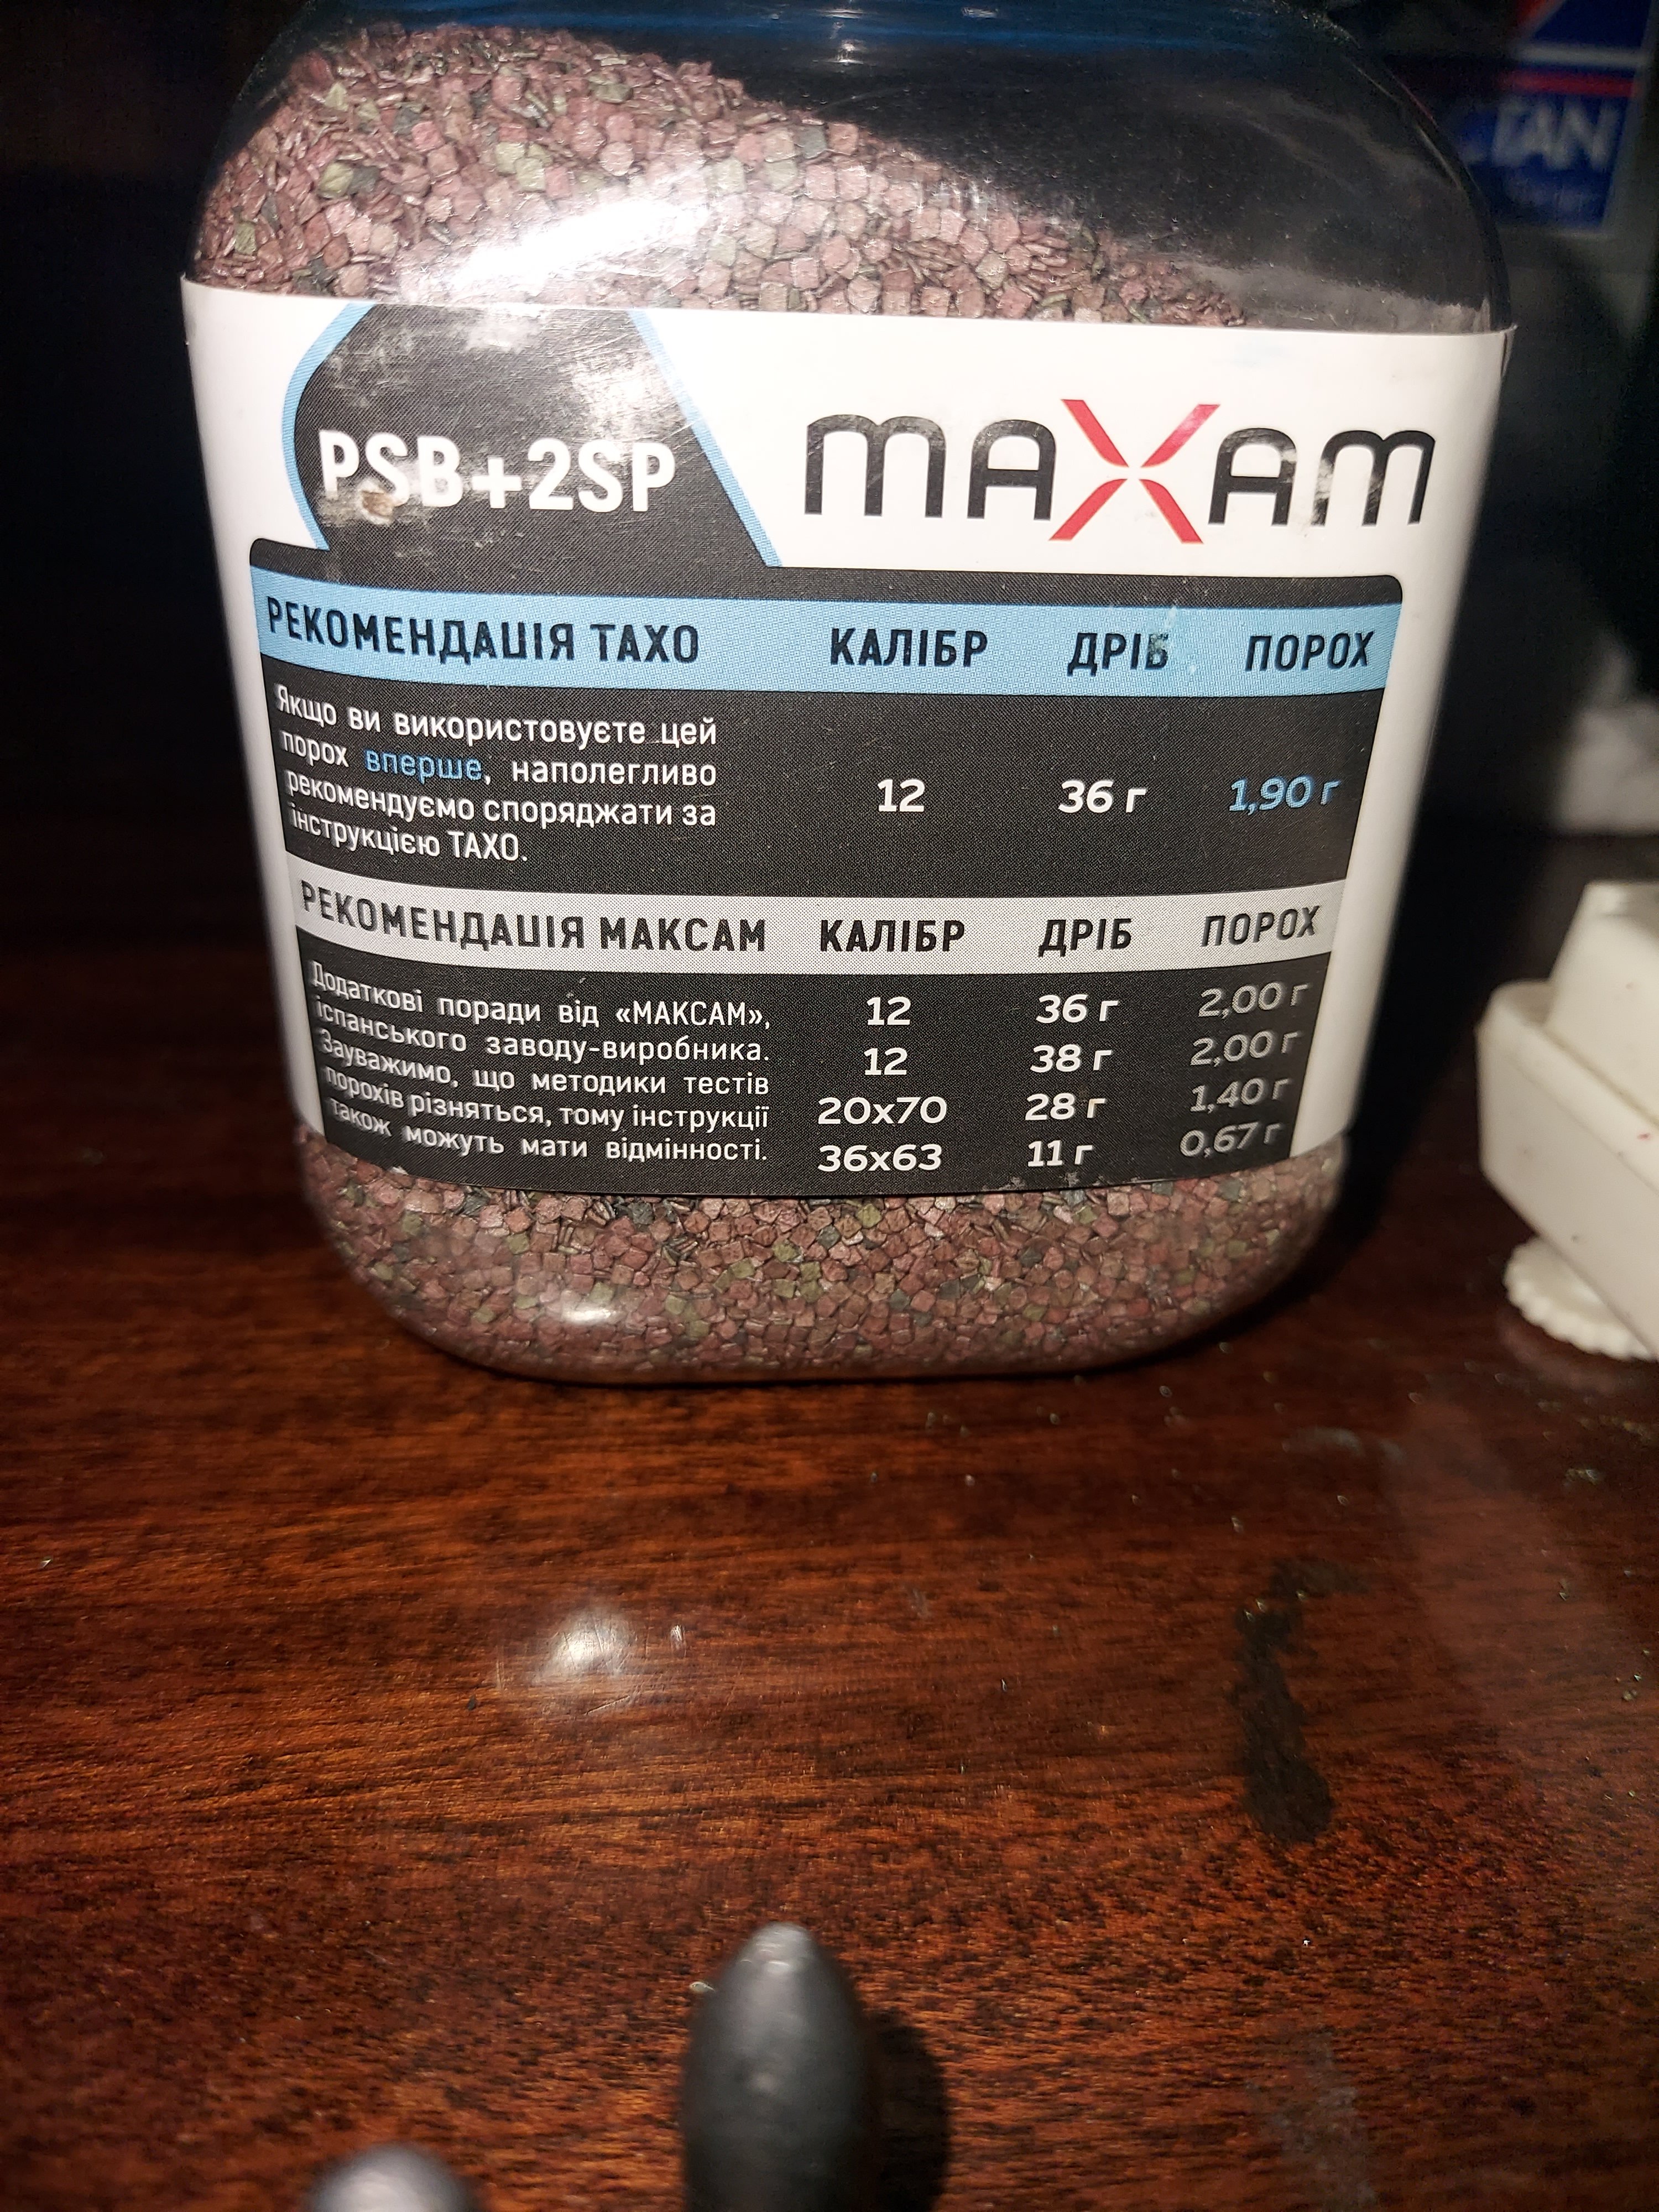 TAN
PSB+2SP
MAXAM
РЕКОМЕНДАЦІЯ ТАХО КАЛІБР ДРІБ ПОРОХ
Якщо ви використовуєте цей
порох вперше, наполегливо
рекомендуємо споряджати за
інструкцією ТАХО.
12 36 г 1,90 г
РЕКОМЕНДАЦІЯ МАКСАМ КАЛІБР ДРІБ ПОРОХ
Додаткові поради від «МАКСАМ»,
іспанського заводу-виробника.
Зауважимо, що методики тестів
порохів різняться, тому інструкції
також можуть мати відмінності.
12 36 г 2,00 г
12 38 г 2,00 г
20x70 28 г 1,40 г
36x63 11 г 0,67 г